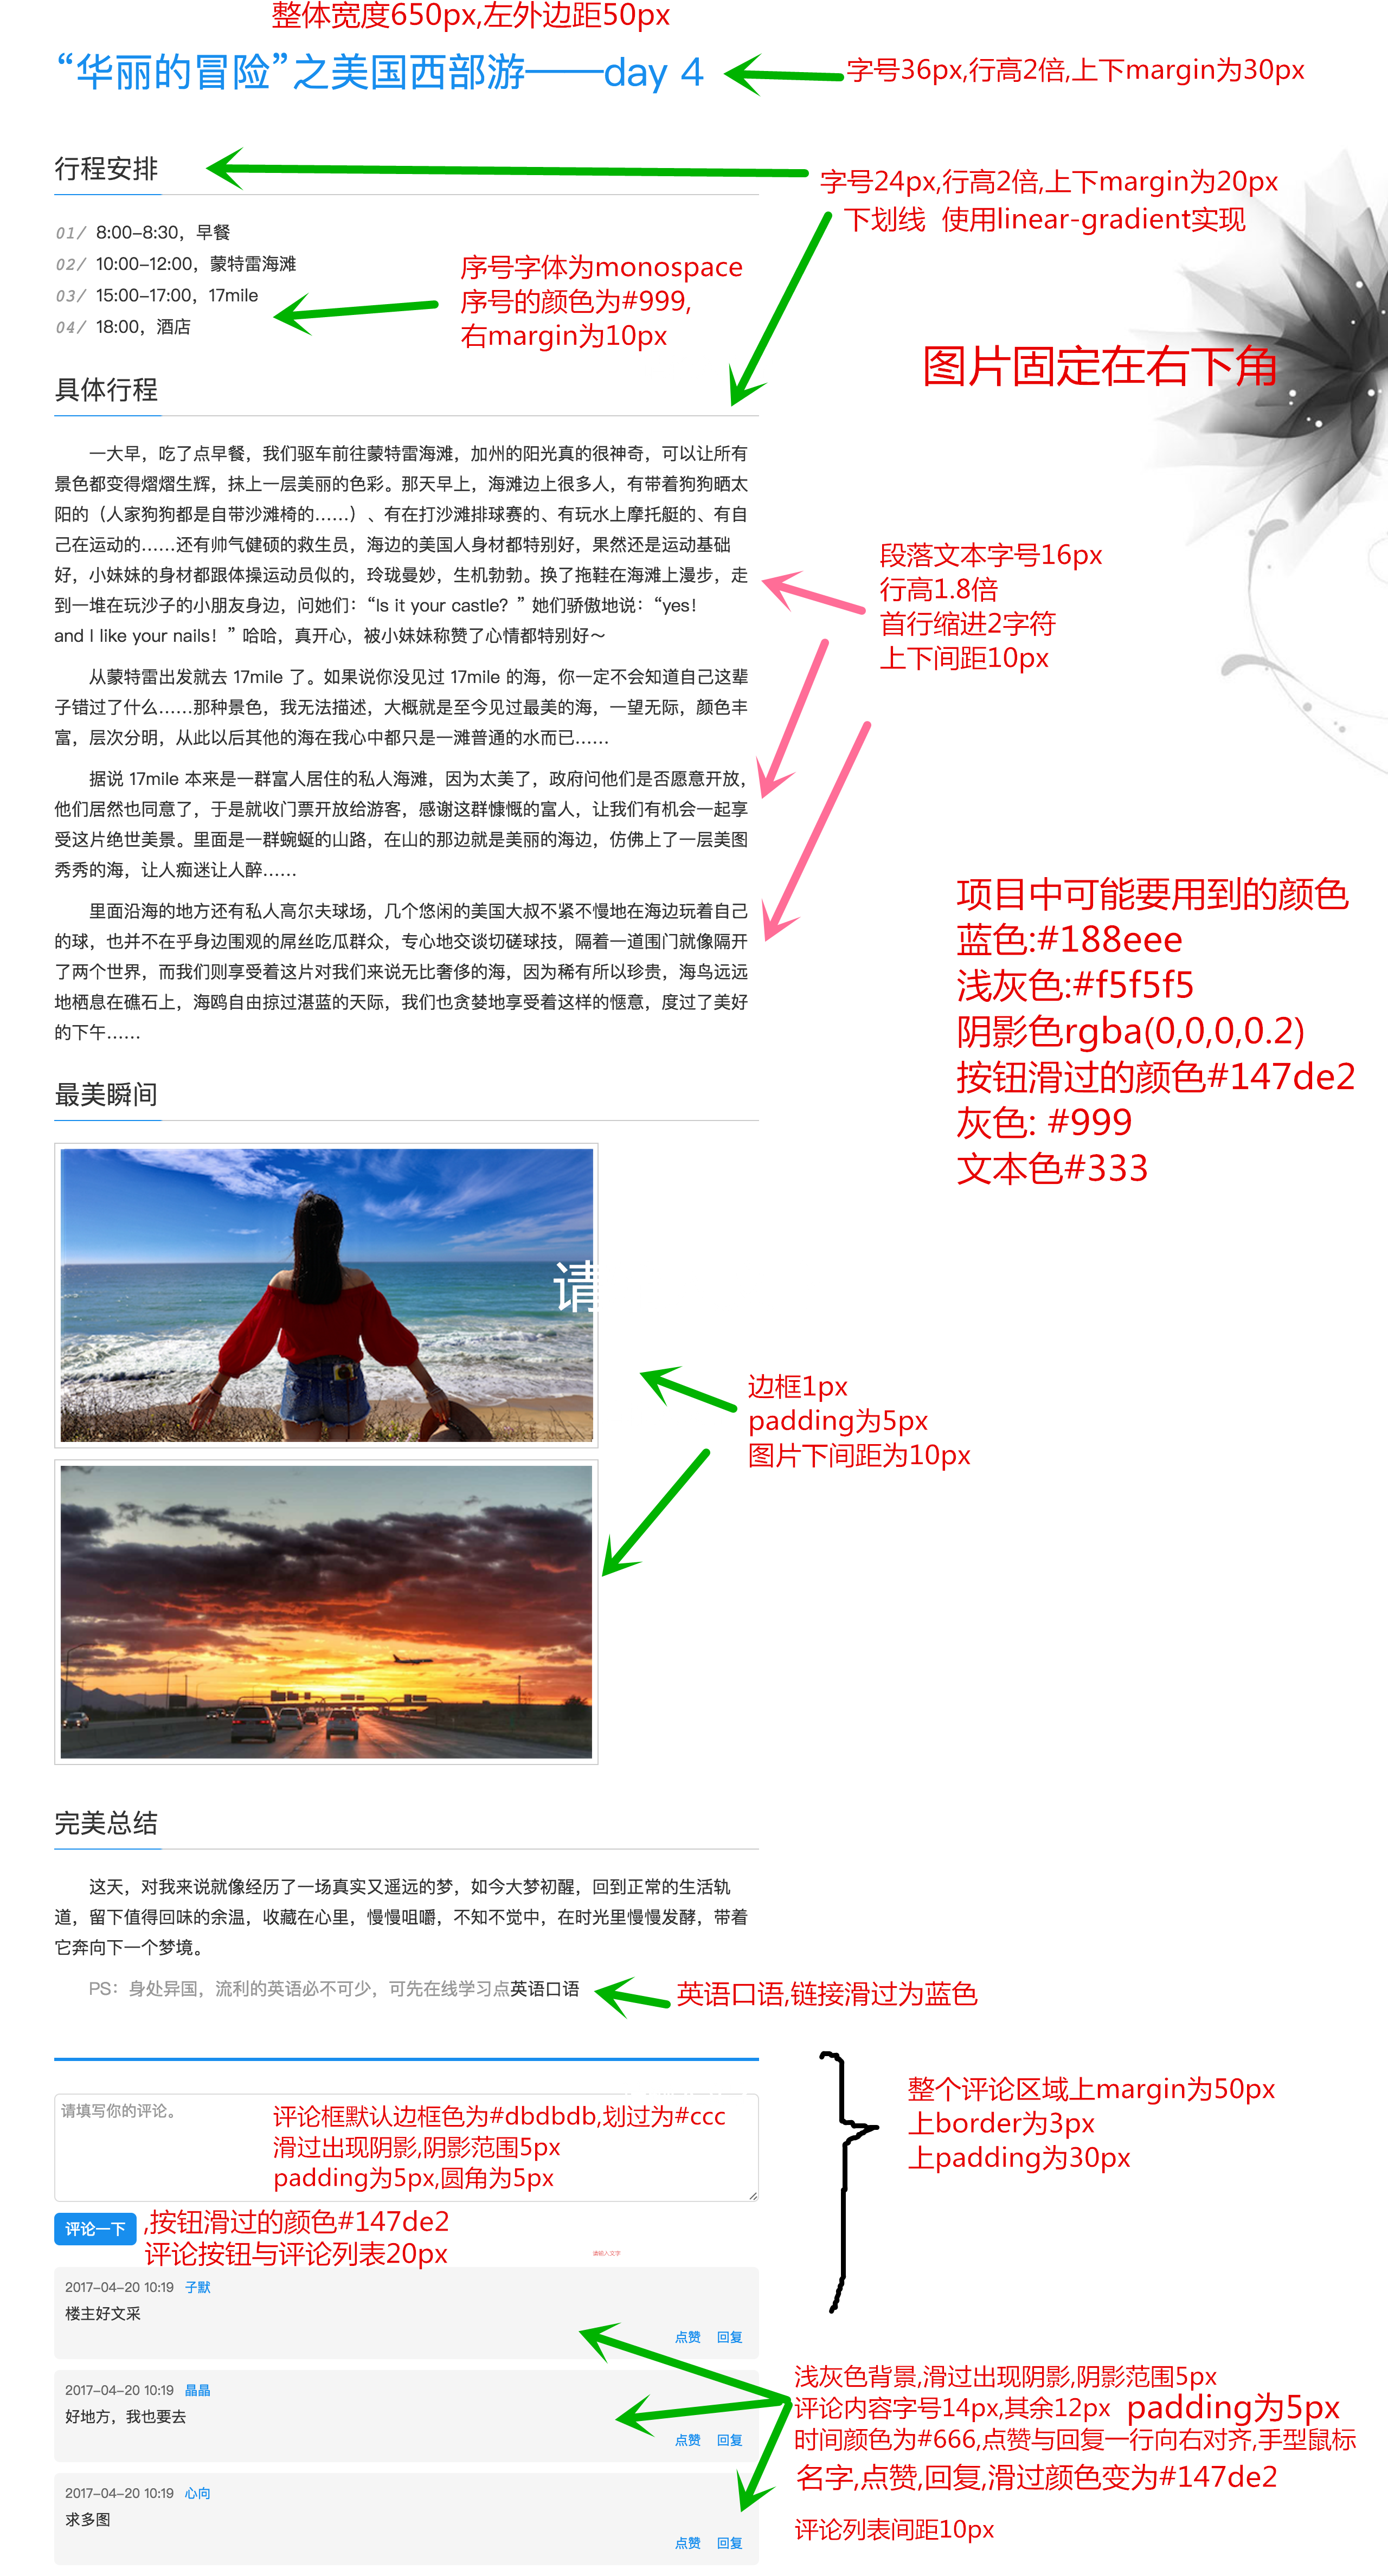 整体宽度650px,左外边距50px
“华丽的冒险”之美国西部游——day 4
字号36px,行高2倍,上下margin为30px
行程安排
字号24px,行高2倍,上下margin为20px
下划线 使用linear-gradient实现
01/ 8:00-8:30，早餐
02/ 10:00-12:00，蒙特雷海滩
03/ 15:00-17:00，17mile
04/ 18:00，酒店
序号字体为monospace
序号的颜色为#999,
右margin为10px
图片固定在右下角
具体行程
一大早，吃了点早餐，我们驱车前往蒙特雷海滩，加州的阳光真的很神奇，可以让所有
景色都变得熠熠生辉，抹上一层美丽的色彩。那天早上，海滩边上很多人，有带着狗狗晒太
阳的（人家狗狗都是自带沙滩椅的……）、有在打沙滩排球赛的、有玩水上摩托艇的、有自
己在运动的……还有帅气健硕的救生员，海边的美国人身材都特别好，果然还是运动基础
好，小妹妹的身材都跟体操运动员似的，玲珑曼妙，生机勃勃。换了拖鞋在海滩上漫步，走
到一堆在玩沙子的小朋友身边，问她们：“Is it your castle？”她们骄傲地说：“yes！
and I like your nails！”哈哈，真开心，被小妹妹称赞了心情都特别好～
段落文本字号16px
行高1.8倍
首行缩进2字符
上下间距10px
从蒙特雷出发就去 17mile 了。如果说你没见过 17mile 的海，你一定不会知道自己这辈
子错过了什么……那种景色，我无法描述，大概就是至今见过最美的海，一望无际，颜色丰
富，层次分明，从此以后其他的海在我心中都只是一滩普通的水而已……
据说 17mile 本来是一群富人居住的私人海滩，因为太美了，政府问他们是否愿意开放，
他们居然也同意了，于是就收门票开放给游客，感谢这群慷慨的富人，让我们有机会一起享
受这片绝世美景。里面是一群蜿蜒的山路，在山的那边就是美丽的海边，仿佛上了一层美图
秀秀的海，让人痴迷让人醉……
里面沿海的地方还有私人高尔夫球场，几个悠闲的美国大叔不紧不慢地在海边玩着自己
的球，也并不在乎身边围观的屌丝吃瓜群众，专心地交谈切磋球技，隔着一道围门就像隔开
了两个世界，而我们则享受着这片对我们来说无比奢侈的海，因为稀有所以珍贵，海鸟远远
地栖息在礁石上，海鸥自由掠过湛蓝的天际，我们也贪婪地享受着这样的惬意，度过了美好
的下午……
项目中可能要用到的颜色
蓝色:#188eee
浅灰色:#f5f5f5
阴影色rgba(0,0,0,0.2)
按钮滑过的颜色#147de2
灰色: #999
文本色#333
最美瞬间
请
边框1px
padding为5px
图片下间距为10px
完美总结
这天，对我来说就像经历了一场真实又遥远的梦，如今大梦初醒，回到正常的生活轨
道，留下值得回味的余温，收藏在心里，慢慢咀嚼，不知不觉中，在时光里慢慢发酵，带着
它奔向下一个梦境。
PS：身处异国，流利的英语必不可少，可先在线学习点英语口语
英语口语,链接滑过为蓝色
请填写你的评论。
评论框默认边框色为#dbdbdb,划过为#ccc
滑过出现阴影,阴影范围5px
padding为5px,圆角为5px
整个评论区域上margin为50px
上border为3px
上padding为30px
评论一下
,按钮滑过的颜色#147de2
评论按钮与评论列表20px
请输入文字
2017-04-20 10:19 子默
楼主好文采
点赞 回复
2017-04-20 10:19 晶晶
好地方，我也要去
点赞 回复
2017-04-20 10:19 心向
求多图
点赞 回复
浅灰色背景,滑过出现阴影,阴影范围5px
评论内容字号14px,其余12px padding为5px
时间颜色为#666,点赞与回复一行向右对齐,手型鼠标
名字,点赞,回复,滑过颜色变为#147de2
评论列表间距10px